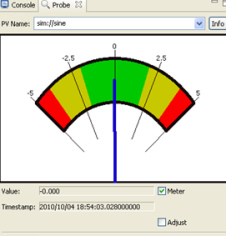 Console Probe
PV Name: sim://sine Info
0
-2.5 2.5
-5 5
Value: -0.000 Meter
Timestamp: 2010/10/04 18:54:03.028000000
Adjust